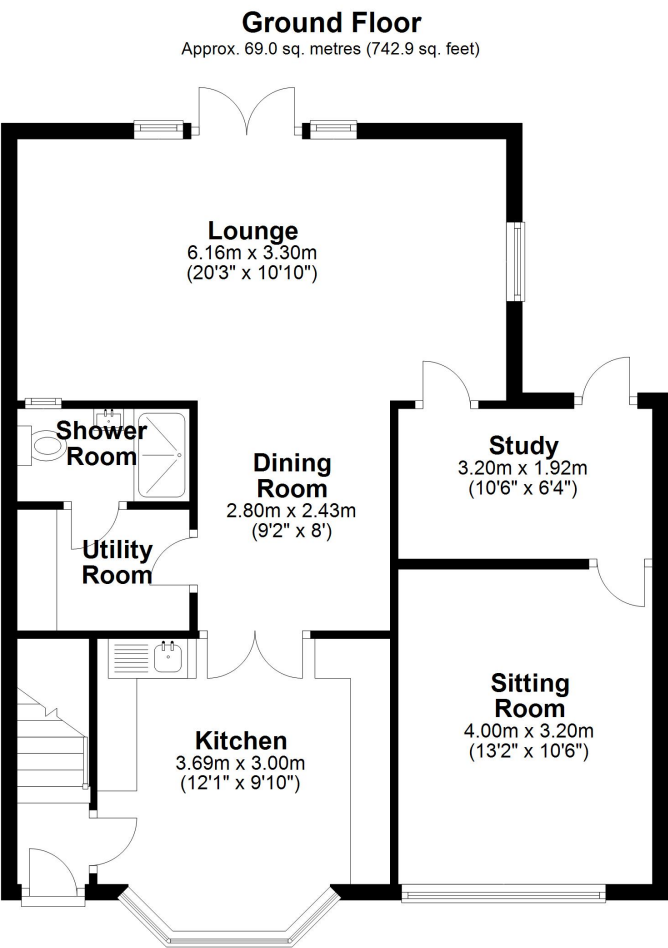 Ground Floor
Approx. 69.0 sq. metres (742.9 sq. feet)
Lounge
6.16m x 3.30m
(20'3" x 10'10")
Shower
Room
Dining
Room
2.80m x 2.43m
(9'2" x 8')
Study
3.20m x 1.92m
(10'6" x 6'4")
Utility
Room
Kitchen
3.69m x 3.00m
(12'1" x 9'10")
Sitting
Room
4.00m x 3.20m
(13'2" x 10'6")